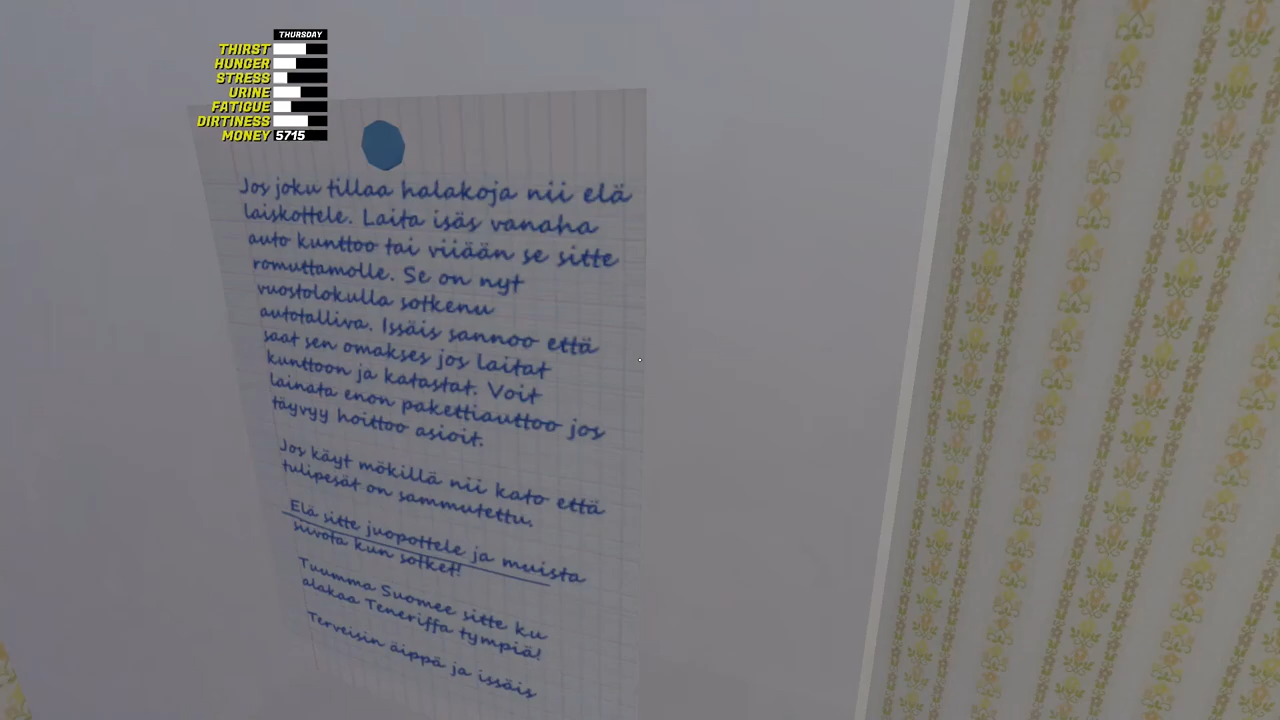 THURSDAY
THIRST
HUNGER
STRESS
URINE
FATIGUE
DIRTINESS
MONEY 5715
Jos joku tillaa halakoja nii elä
laiskottele. Laita isäs vanaha
auto kunttoo tai viiään se sitte
romuttamolle. Se on nyt
vuostolokulla sotkenu
autotalliva. Issäis sannoo että
saat sen omakses jos laitat
kunttoon ja katastat. Voit
lainata enon pakettiauttoo jos
täyvyy hoittoo asioit.
Jos käyt mökillä nii kato että
tulipesät on sammutettu.
Elä sitte juopottele ja muista
siivota kun sotket!
Tuumma Suomee sitte ku
alakaa Teneriffa tympiä!
Terveisin äippä ja issäis